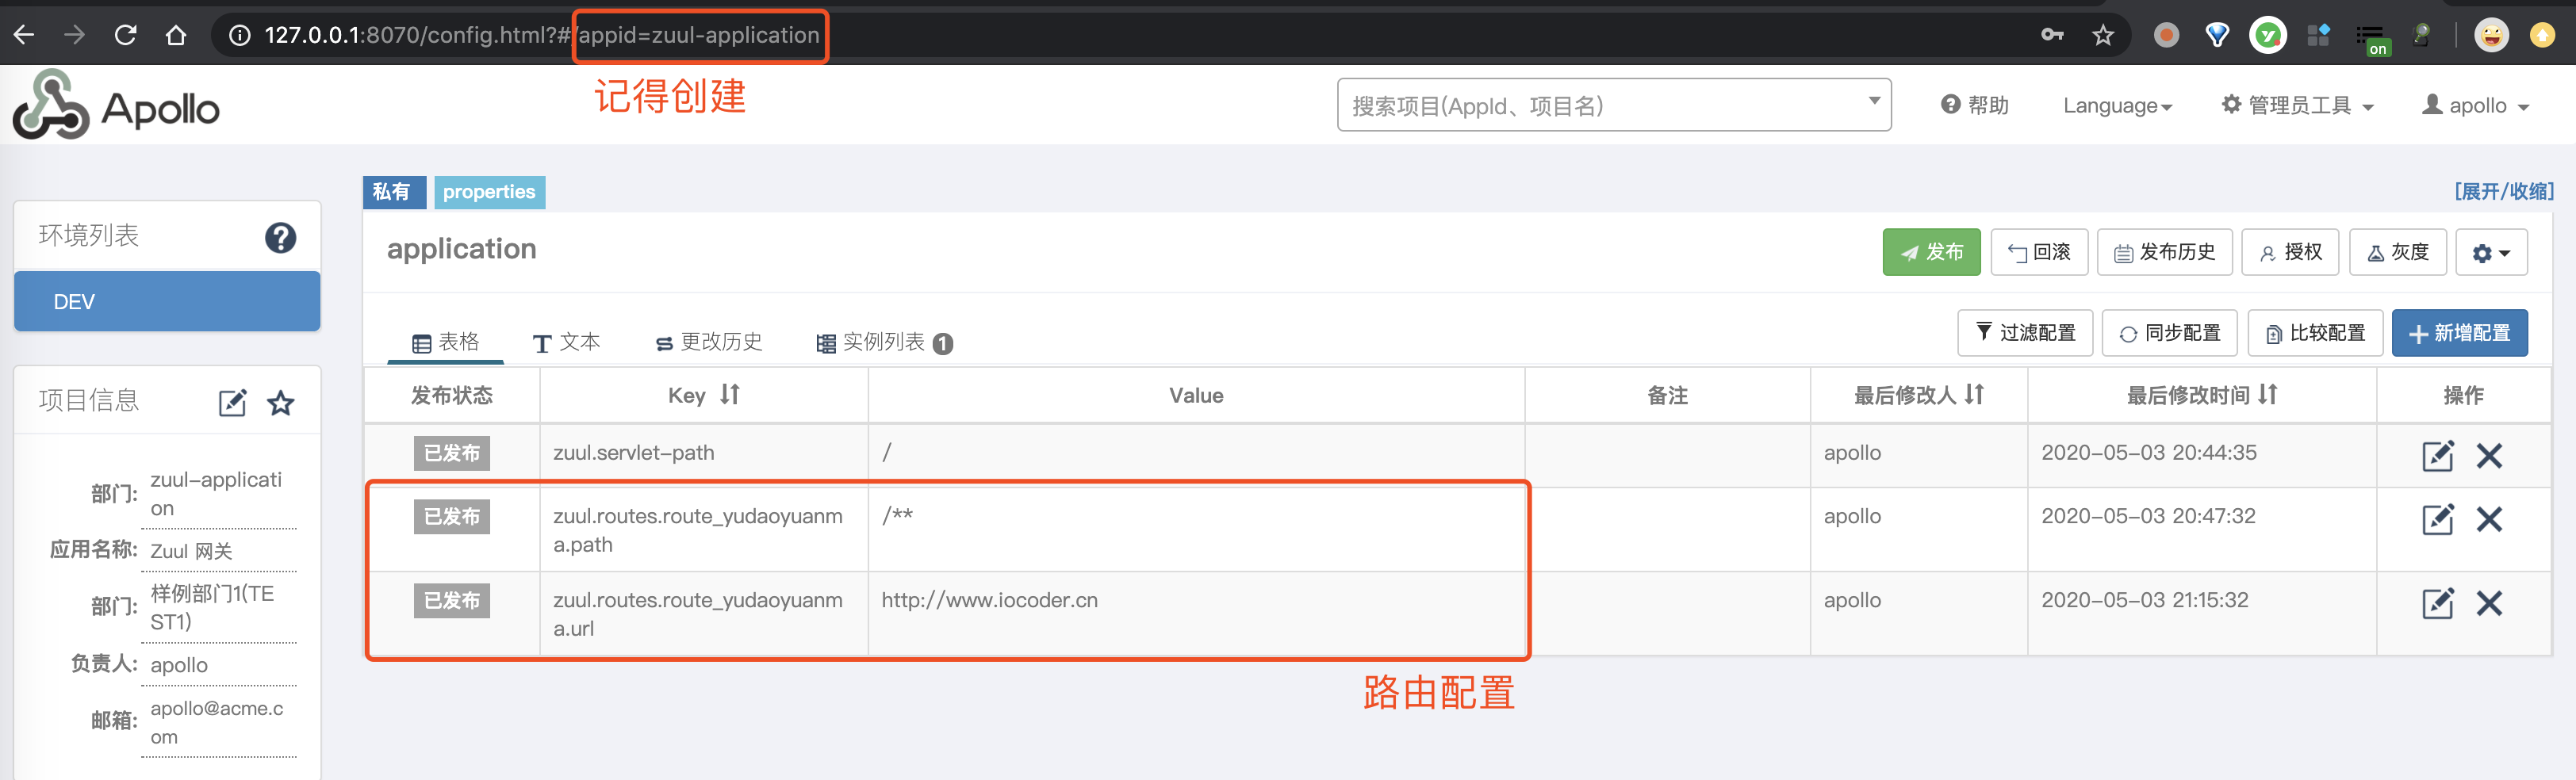 127.0.0.1:8070/config.html?#/appid=zuul-application
on
记得创建
Apollo
搜索项目(AppId、项目名)
帮助
Language
管理员工具
apollo
私有
properties
[展开/收缩]
环境列表
DEV
application
发布
回滚
发布历史
授权
灰度
表格
文本
更改历史
实例列表 1
过滤配置
同步配置
比较配置
新增配置
项目信息
部门:
zuul-applicati
on
应用名称:
Zuul 网关
部门:
样例部门1(TE
ST1)
负责人:
apollo
邮箱:
apollo@acme.c
om
发布状态 Key Value 备注 最后修改人 最后修改时间 操作
已发布 zuul.servlet-path / apollo 2020-05-03 20:44:35
已发布 zuul.routes.route_yudaoyuanm /** apollo 2020-05-03 20:47:32
a.path
已发布 zuul.routes.route_yudaoyuanm http://www.iocoder.cn apollo 2020-05-03 21:15:32
a.url
路由配置